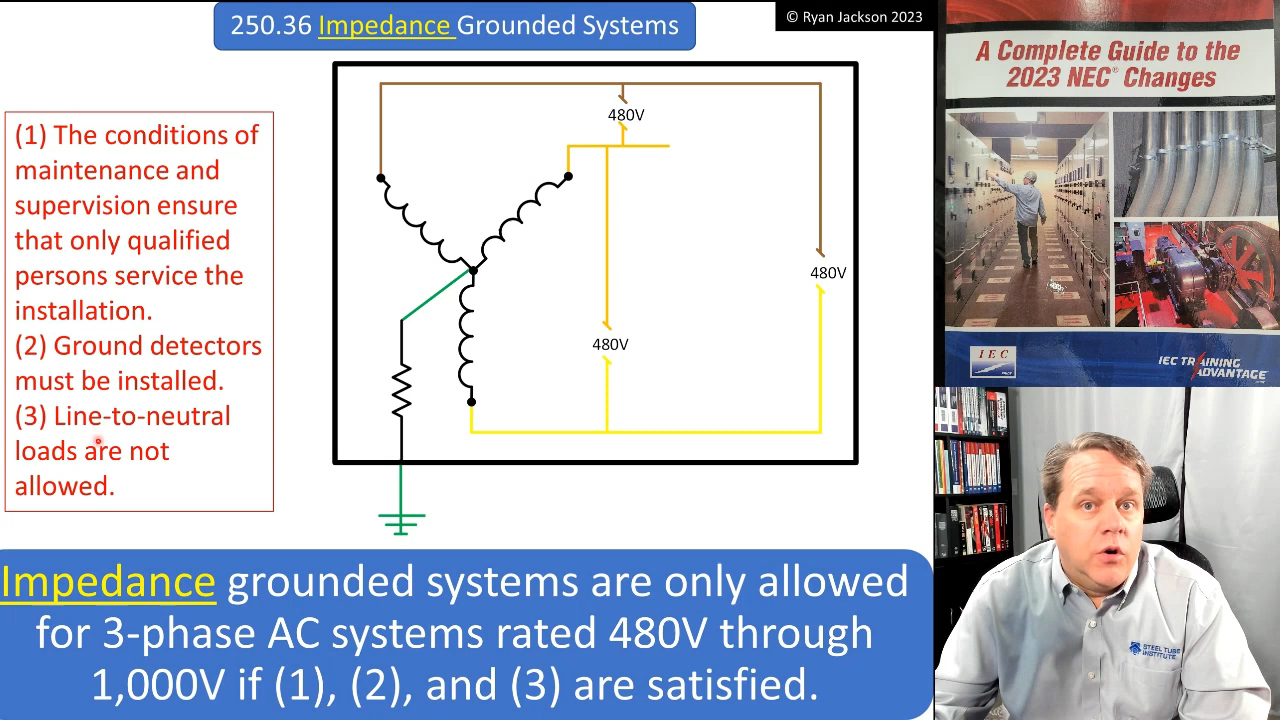 250.36 Impedance Grounded Systems
© Ryan Jackson 2023
(1) The conditions of
maintenance and
supervision ensure
that only qualified
persons service the
installation.
(2) Ground detectors
must be installed.
(3) Line-to-neutral
loads are not
allowed.
480V
480V
480V
Impedance grounded systems are only allowed
for 3-phase AC systems rated 480V through
1,000V if (1), (2), and (3) are satisfied.
A Complete Guide to the
2023 NEC® Changes
IEC
IEC TRAINING
ADVANTAGE
STEEL TUBE
INSTITUTE